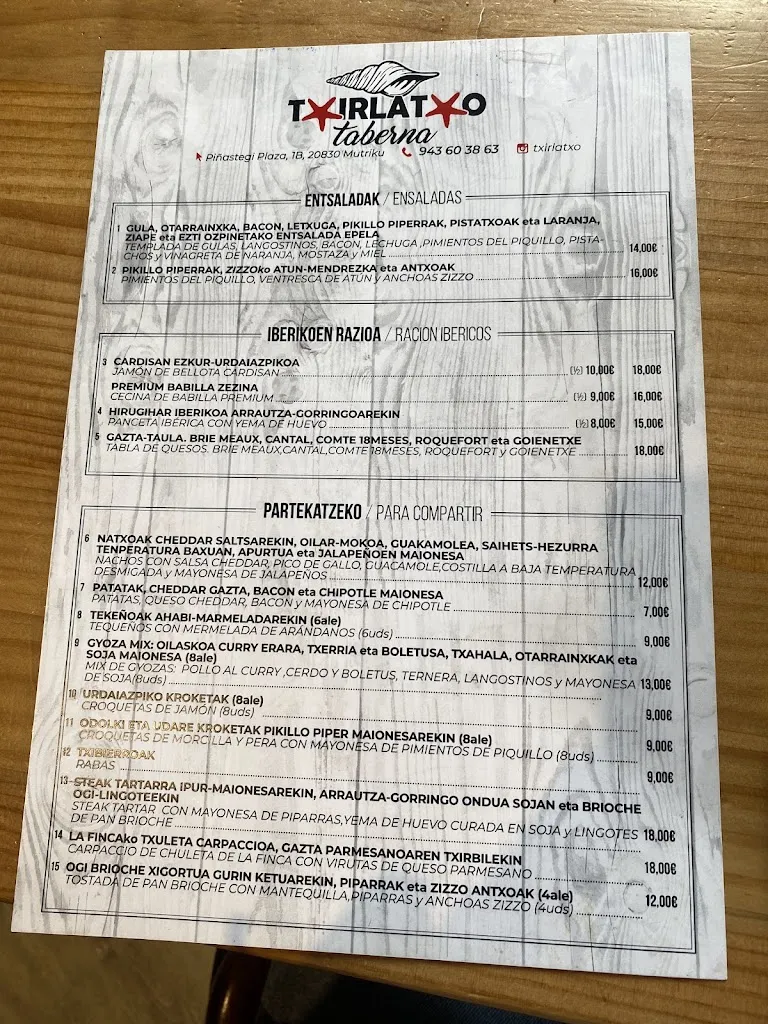 TXIRLATXO
taberna
Piñastegi Plaza, 1B, 20830 Mutriku 943 60 38 63 txirlatxo
ENTSALADAK / ENSALADAS
1 GULA, OTARRAINXKA, BACON, LETXUGA, PIKILLO PIPERRAK, PISTATXOAK eta LARANJA,
ZIAPE eta EZTI OZPINETAKO ENTSALADA EPELA
TEMPLADA DE GULAS, LANGOSTINOS, BACON, LECHUGA ,PIMIENTOS DEL PIQUILLO, PISTA-
CHOS y VINAGRETA DE NARANJA, MOSTAZA y MIEL 14,00€
2 PIKILLO PIPERRAK, ZIZZOko ATUN-MENDREZKA eta ANTXOAK
PIMIENTOS DEL PIQUILLO, VENTRESCA DE ATÚN y ANCHOAS ZIZZO 16,00€
IBERIKOEN RAZIOA / RACION IBERICOS
3 CARDISAN EZKUR-URDAIAZPIKOA
JAMÓN DE BELLOTA CARDISAN (½) 10,00€ 18,00€
PREMIUM BABILLA ZEZINA
CECINA DE BABILLA PREMIUM (½) 9,00€ 16,00€
4 HIRUGIHAR IBERIKOA ARRAUTZA-GORRINGOAREKIN
PANCETA IBÉRICA CON YEMA DE HUEVO (½) 8,00€ 15,00€
5 GAZTA-TAULA. BRIE MEAUX, CANTAL, COMTE 18MESES, ROQUEFORT eta GOIENETXE
TABLA DE QUESOS. BRIE MEAUX,CANTAL,COMTE 18MESES, ROQUEFORT y GOIENETXE 18,00€
PARTEKATZEKO / PARA COMPARTIR
6 NATXOAK CHEDDAR SALTSAREKIN, OILAR-MOKOA, GUAKAMOLEA, SAIHETS-HEZURRA
TENPERATURA BAXUAN, APURTUA eta JALAPEÑOEN MAIONESA
NACHOS CON SALSA CHEDDAR, PICO DE GALLO, GUACAMOLE,COSTILLA A BAJA TEMPERATURA
DESMIGADA y MAYONESA DE JALAPEÑOS 12,00€
7 PATATAK, CHEDDAR GAZTA, BACON eta CHIPOTLE MAIONESA
PATATAS, QUESO CHEDDAR, BACON y MAYONESA DE CHIPOTLE 7,00€
8 TEKEÑOAK AHABI-MARMELADAREKIN (6ale)
TEQUEÑOS CON MERMELADA DE ARÁNDANOS (6uds) 9,00€
9 GYOZA MIX: OILASKOA CURRY ERARA, TXERRIA eta BOLETUSA, TXAHALA, OTARRAINXKAK eta
SOJA MAIONESA (8ale)
MIX DE GYOZAS: POLLO AL CURRY ,CERDO Y BOLETUS, TERNERA, LANGOSTINOS y MAYONESA
DE SOJA(8uds) 13,00€
10 URDAIAZPIKO KROKETAK (8ale)
CROQUETAS DE JAMÓN (8uds) 9,00€
11 ODOLKI ETA UDARE KROKETAK PIKILLO PIPER MAIONESAREKIN (8ale)
CROQUETAS DE MORCILLA Y PERA CON MAYONESA DE PIMIENTOS DE PIQUILLO (8uds) 9,00€
12 TXIBIERROAK
RABAS 9,00€
13 STEAK TARTARRA IPUR-MAIONESAREKIN, ARRAUTZA-GORRINGO ONDUA SOJAN eta BRIOCHE
OGI-LINGOTEEKIN
STEAK TARTAR CON MAYONESA DE PIPARRAS,YEMA DE HUEVO CURADA EN SOJA y LINGOTES
DE PAN BRIOCHE 18,00€
14 LA FINCAko TXULETA CARPACCIOA, GAZTA PARMESANOAREN TXIRBILEKIN
CARPACCIO DE CHULETA DE LA FINCA CON VIRUTAS DE QUESO PARMESANO 18,00€
15 OGI BRIOCHE XIGORTUA GURIN KETUAREKIN, PIPARRAK eta ZIZZO ANTXOAK (4ale)
TOSTADA DE PAN BRIOCHE CON MANTEQUILLA,PIPARRAS y ANCHOAS ZIZZO (4uds) 12,00€